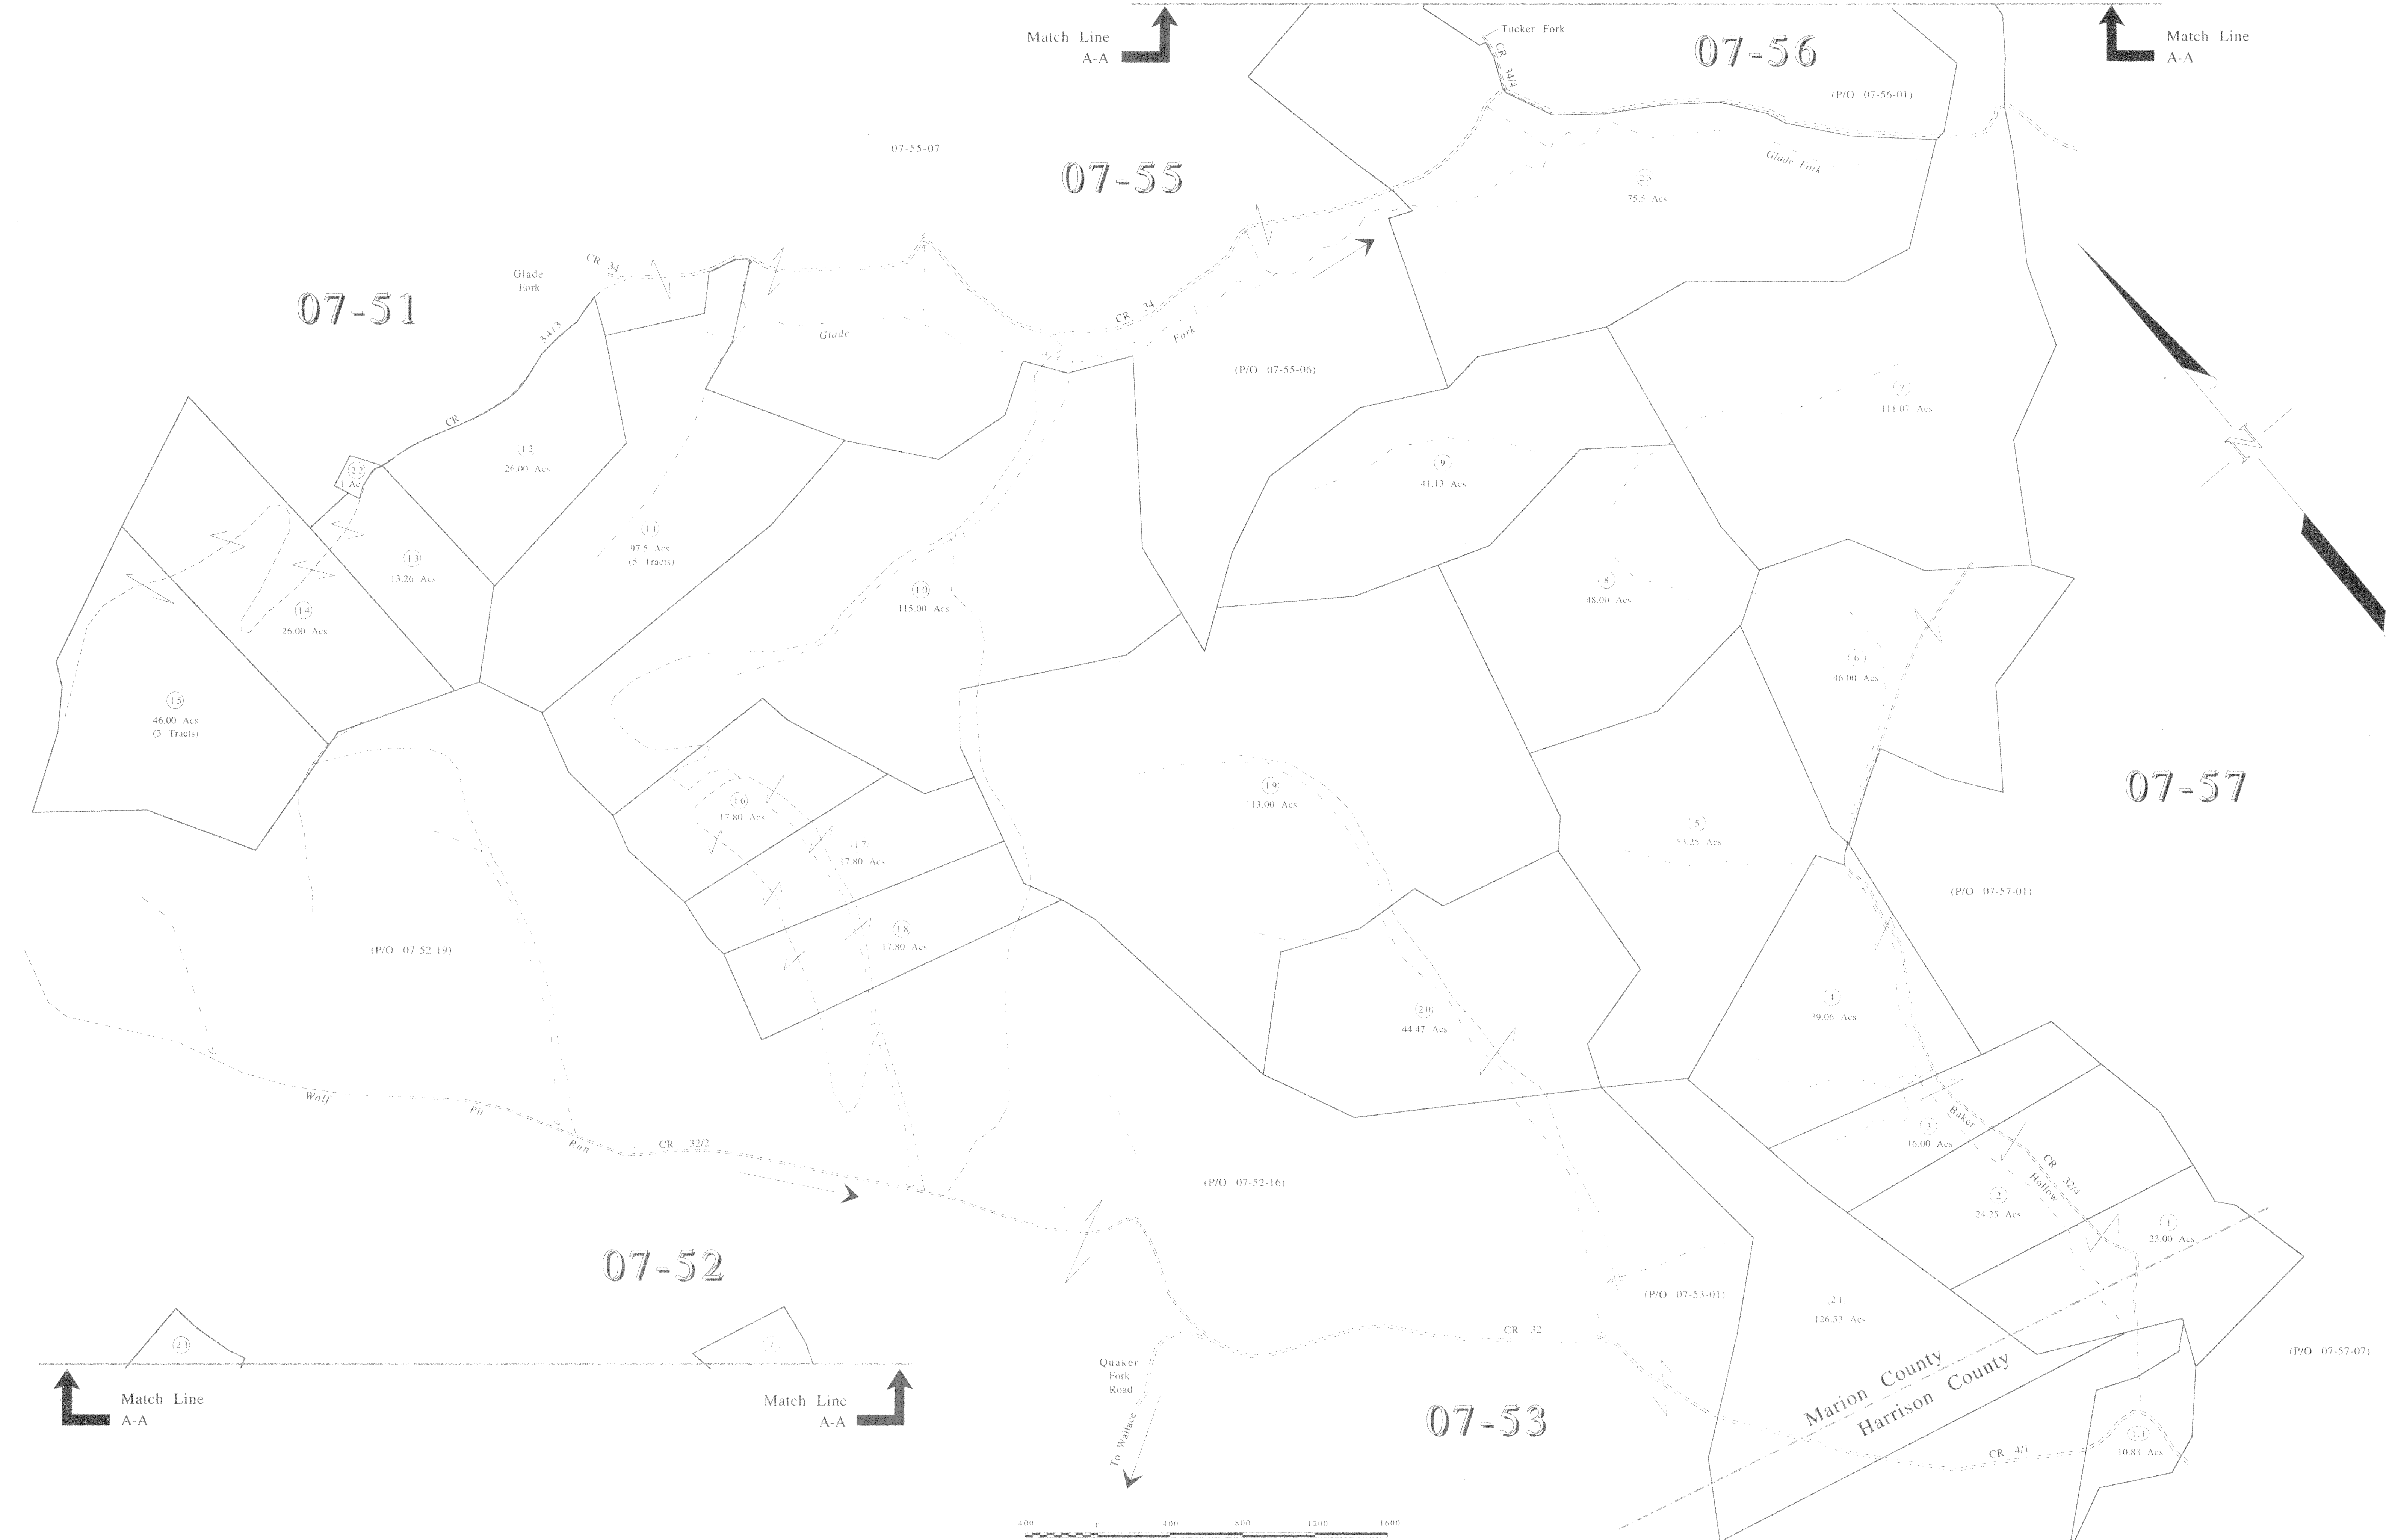 Match Line
A-A
Tucker Fork
CR 34/4
07-56
(P/O 07-56-01)
Match Line
A-A
07-55-07
07-55
Glade Fork
23
75.5 Acs
07-51
Glade
Fork
CR 34
34/3
CR
Glade
Fork
CR 34
(P/O 07-55-06)
7
111.07 Acs
N
22
1 Ac
12
26.00 Acs
9
41.13 Acs
11
97.5 Acs
(5 Tracts)
13
13.26 Acs
14
26.00 Acs
10
115.00 Acs
8
48.00 Acs
6
46.00 Acs
15
46.00 Acs
(3 Tracts)
16
17.80 Acs
17
17.80 Acs
18
17.80 Acs
19
113.00 Acs
5
53.25 Acs
07-57
(P/O 07-57-01)
(P/O 07-52-19)
20
44.47 Acs
4
39.06 Acs
Wolf
Pit
Run
CR 32/2
Baker
Hollow
CR 32/4
3
16.00 Acs
2
24.25 Acs
1
23.00 Acs
(P/O 07-52-16)
07-52
(P/O 07-53-01)
21
126.53 Acs
CR 32
Marion County
Harrison County
(P/O 07-57-07)
23
7
Match Line
A-A
Match Line
A-A
Quaker
Fork
Road
To Wallace
07-53
CR 4/1
1.1
10.83 Acs
400 0 400 800 1200 1600